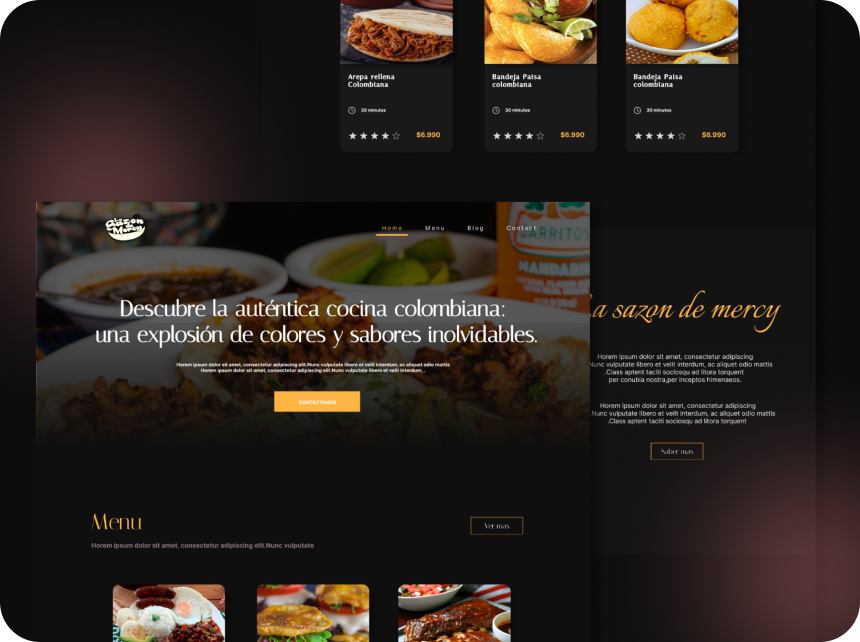 Arepa rellena
Colombiana
30 minutos
$6.990
Bandeja Paisa
colombiana
30 minutos
$6.990
Bandeja Paisa
colombiana
30 minutos
$6.990
La sazon de Mercy
Home
Menu
Blog
Contact
JARRITOS
MANDARIN
Descubre la auténtica cocina colombiana:
una explosión de colores y sabores inolvidables.
Horem ipsum dolor sit amet, consectetur adipiscing elit.Nunc vulputate libero et velit interdum, ac aliquet odio mattis
Horem ipsum dolor sit amet, consectetur adipiscing elit.Nunc vulputate libero et velit interdum, .
CONTACTANOS
a sazon de mercy
Horem ipsum dolor sit amet, consectetur adipiscing
Nunc vulputate libero et velit interdum, ac aliquet odio mattis
.Class aptent taciti sociosqu ad litora torquent
per conubia nostra,per inceptos himenaeos.
Horem ipsum dolor sit amet, consectetur adipiscing
.Nunc vulputate libero et velit interdum, ac aliquet odio mattis
.Class aptent taciti sociosqu ad litora torquent
Saber mas
Menu
Ver mas
Horem ipsum dolor sit amet, consectetur adipiscing elit.Nunc vulputate